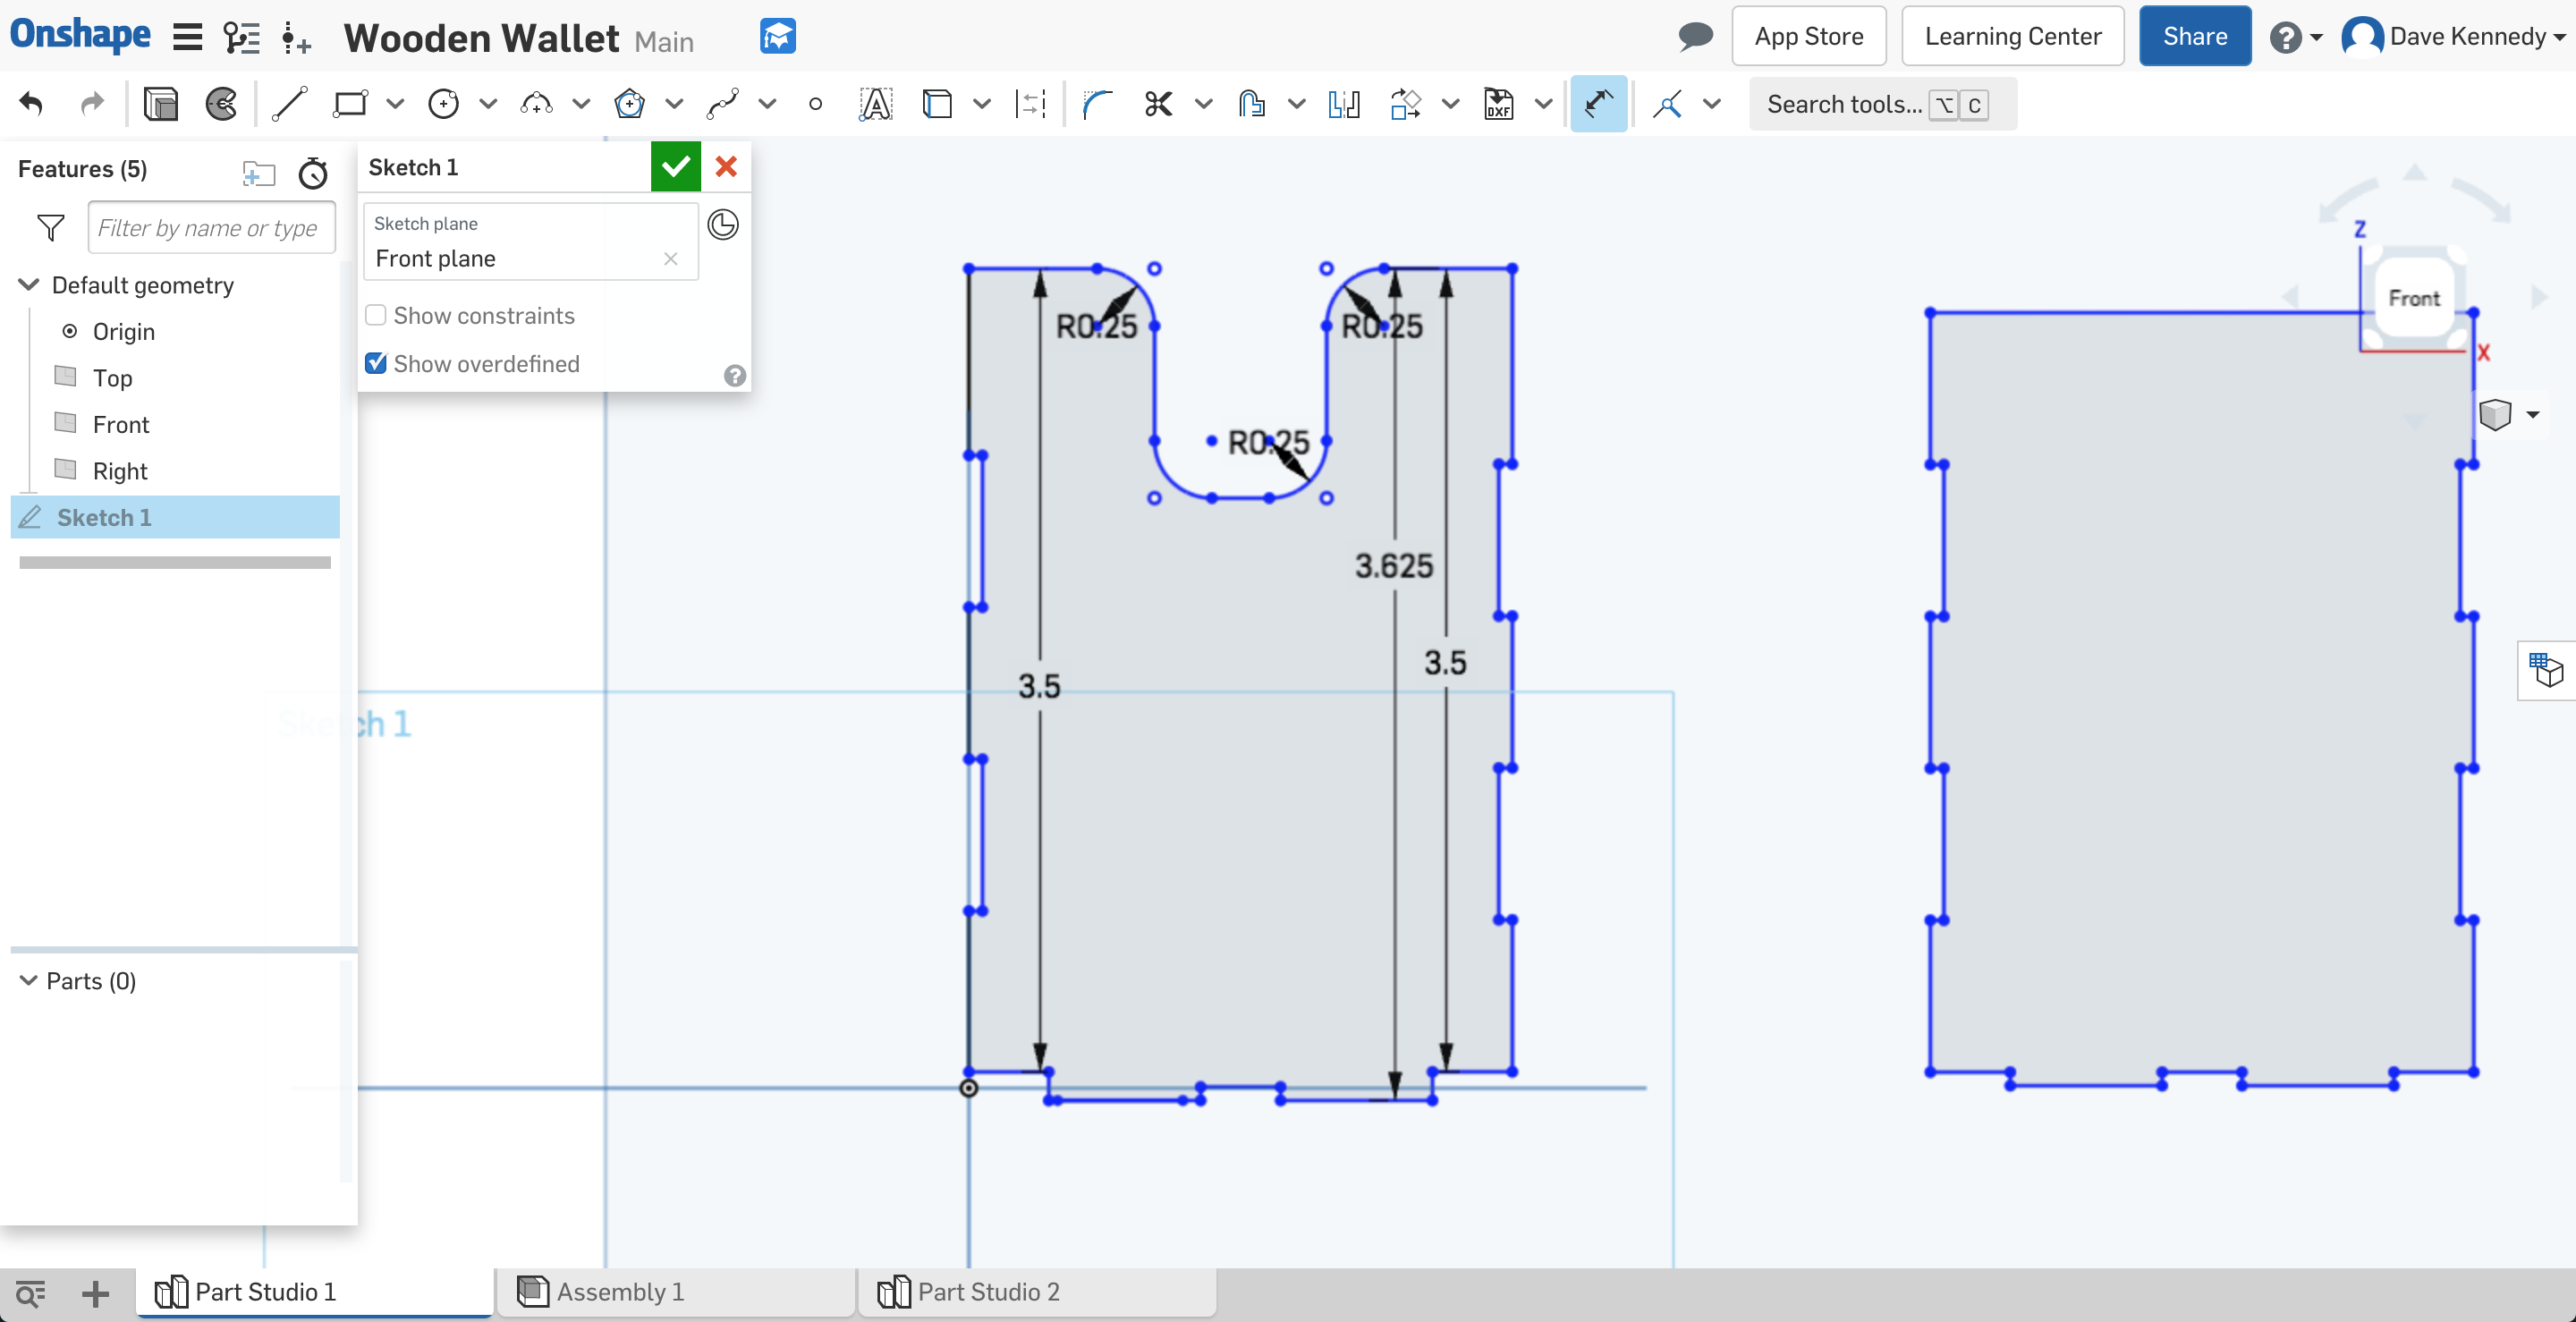 Onshape
Wooden Wallet Main
App Store
Learning Center
Share
Dave Kennedy
DXF
Search tools... ⌥ C
Features (5)
Filter by name or type
Default geometry
Origin
Top
Front
Right
Sketch 1
Parts (0)
Sketch 1
Sketch plane
Front plane
Show constraints
Show overdefined
Sketch 1
R0.25
R0.25
R0.25
3.625
3.5
3.5
Z
Front
X
Part Studio 1
Assembly 1
Part Studio 2